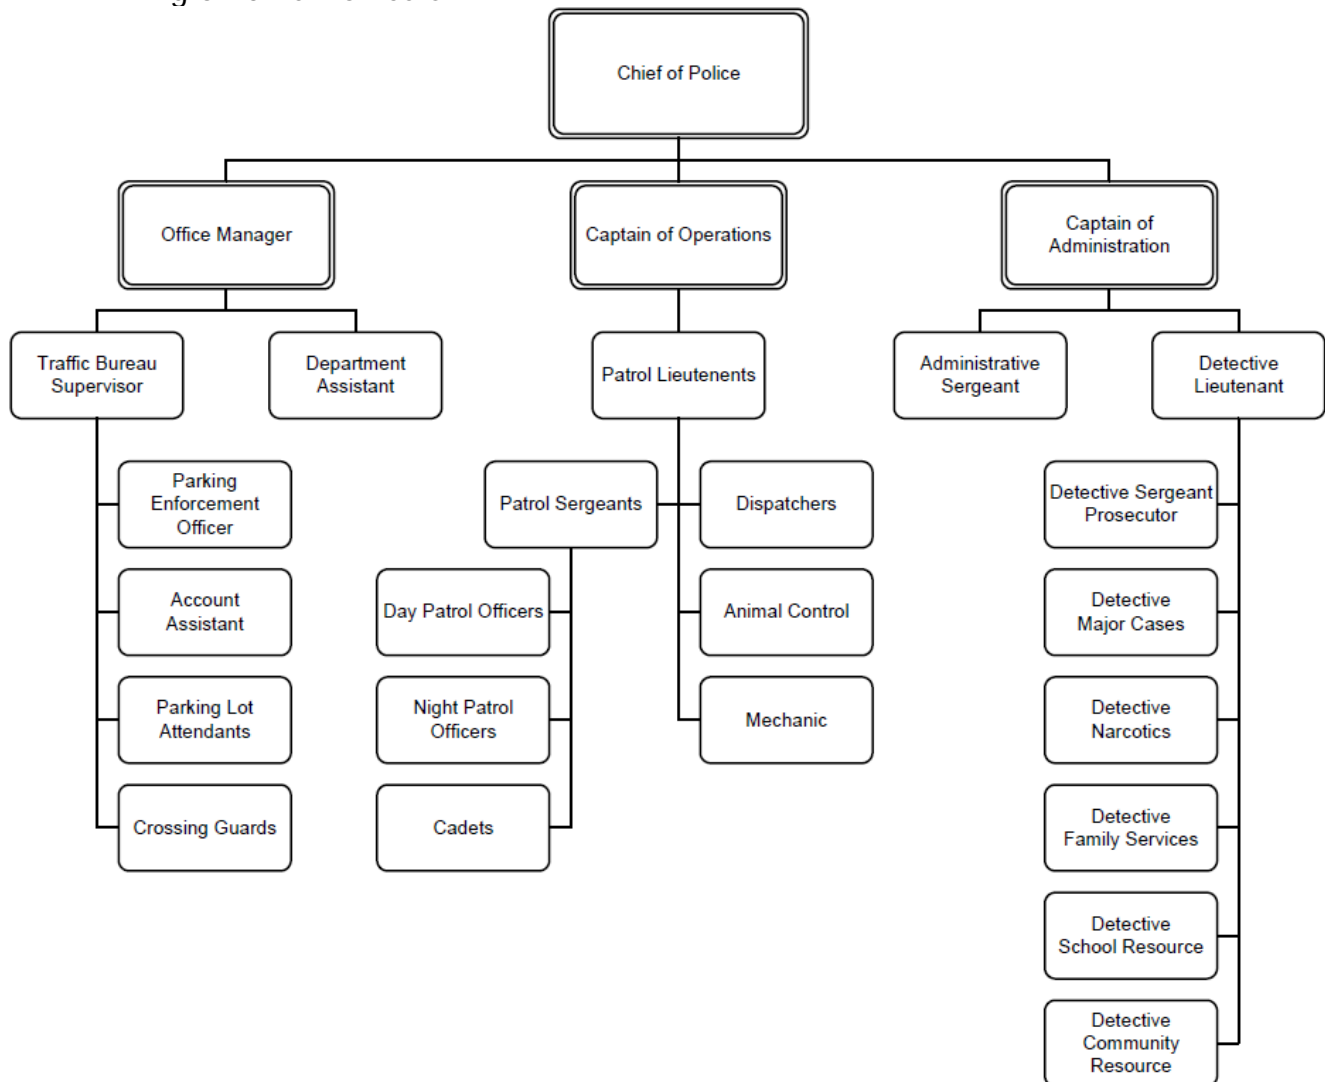 Chief of Police
Office Manager
Captain of Operations
Captain of
Administration
Traffic Bureau
Supervisor
Department
Assistant
Patrol Lieutenents
Administrative
Sergeant
Detective
Lieutenant
Parking
Enforcement
Officer
Account
Assistant
Parking Lot
Attendants
Crossing Guards
Patrol Sergeants
Day Patrol Officers
Night Patrol
Officers
Cadets
Dispatchers
Animal Control
Mechanic
Detective Sergeant
Prosecutor
Detective
Major Cases
Detective
Narcotics
Detective
Family Services
Detective
School Resource
Detective
Community
Resource